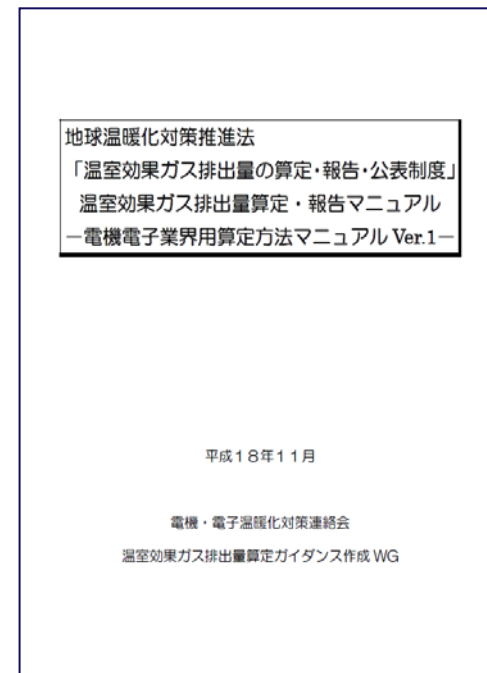 地球温暖化対策推進法
「温室効果ガス排出量の算定･報告･公表制度」
温室効果ガス排出量算定・報告マニュアル
－電機電子業界用算定方法マニュアル Ver.1－
平成18年11月
電機・電子温暖化対策連絡会
温室効果ガス排出量算定ガイダンス作成 WG